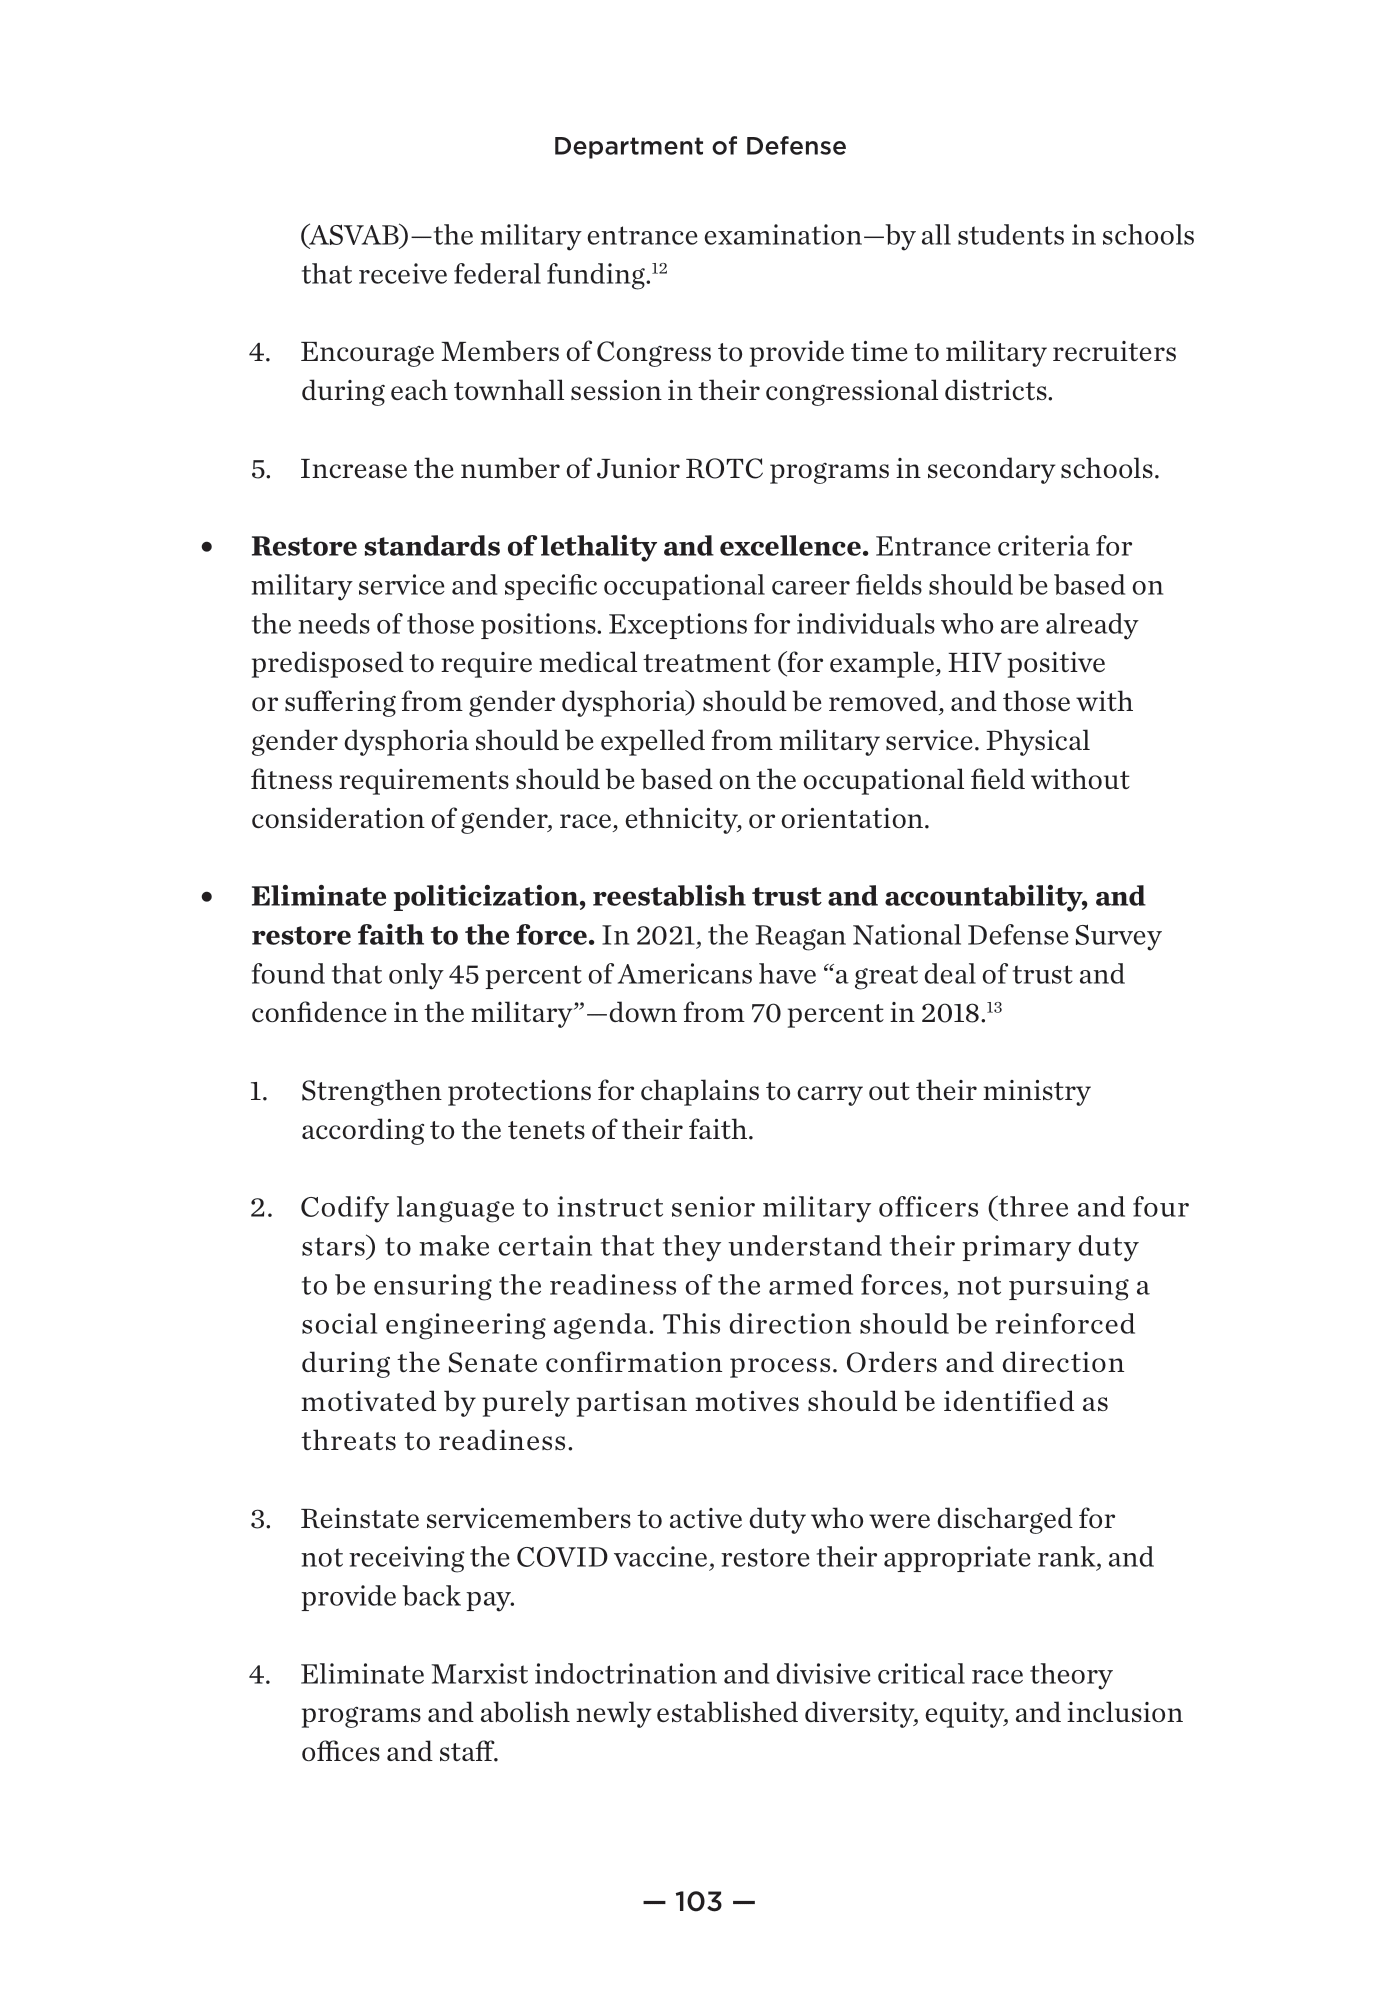 Department of Defense
(ASVAB)—the military entrance examination—by all students in schools
that receive federal funding.¹²
4. Encourage Members of Congress to provide time to military recruiters
during each townhall session in their congressional districts.
5. Increase the number of Junior ROTC programs in secondary schools.
• Restore standards of lethality and excellence. Entrance criteria for
military service and specific occupational career fields should be based on
the needs of those positions. Exceptions for individuals who are already
predisposed to require medical treatment (for example, HIV positive
or suffering from gender dysphoria) should be removed, and those with
gender dysphoria should be expelled from military service. Physical
fitness requirements should be based on the occupational field without
consideration of gender, race, ethnicity, or orientation.
• Eliminate politicization, reestablish trust and accountability, and
restore faith to the force. In 2021, the Reagan National Defense Survey
found that only 45 percent of Americans have “a great deal of trust and
confidence in the military”—down from 70 percent in 2018.¹³
1. Strengthen protections for chaplains to carry out their ministry
according to the tenets of their faith.
2. Codify language to instruct senior military officers (three and four
stars) to make certain that they understand their primary duty
to be ensuring the readiness of the armed forces, not pursuing a
social engineering agenda. This direction should be reinforced
during the Senate confirmation process. Orders and direction
motivated by purely partisan motives should be identified as
threats to readiness.
3. Reinstate servicemembers to active duty who were discharged for
not receiving the COVID vaccine, restore their appropriate rank, and
provide back pay.
4. Eliminate Marxist indoctrination and divisive critical race theory
programs and abolish newly established diversity, equity, and inclusion
offices and staff.
— 103 —